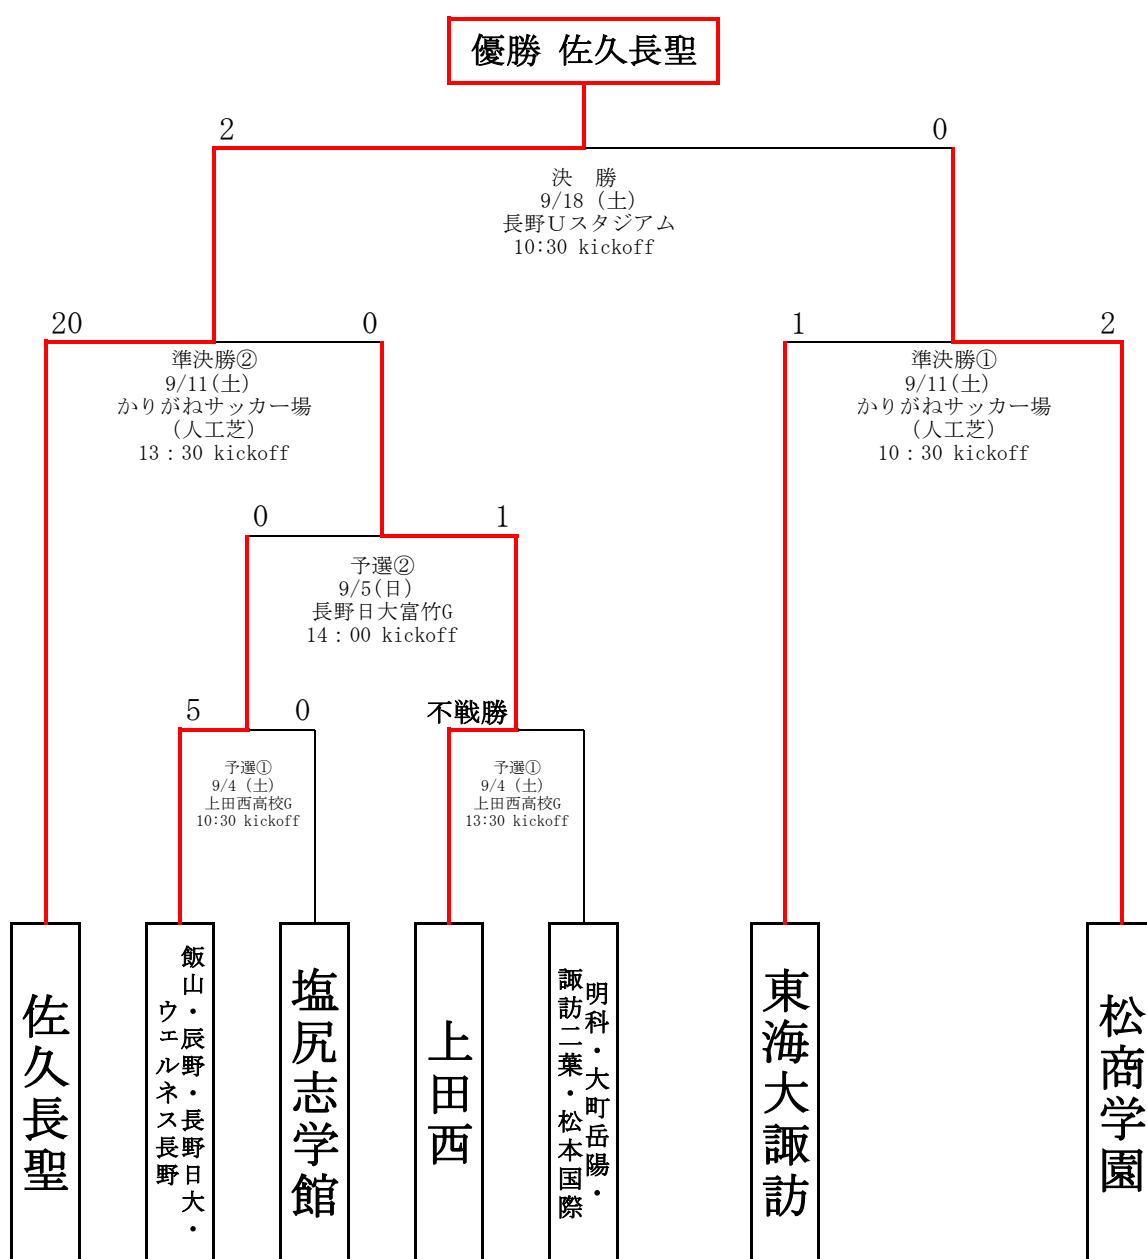 優勝 佐久長聖
2
0
決 勝
9/18 (土)
長野Uスタジアム
10:30 kickoff
20
0
1
2
準決勝②
9/11(土)
かりがねサッカー場
(人工芝)
13：30 kickoff
準決勝①
9/11(土)
かりがねサッカー場
(人工芝)
10：30 kickoff
0
1
予選②
9/5(日)
長野日大富竹G
14：00 kickoff
5
0
不戦勝
予選①
9/4 (土)
上田西高校G
10:30 kickoff
予選①
9/4 (土)
上田西高校G
13:30 kickoff
佐久長聖
飯山・辰野・長野日大・
ウェルネス長野
塩尻志学館
上田西
明科・大町岳陽・
諏訪二葉・松本国際
東海大諏訪
松商学園